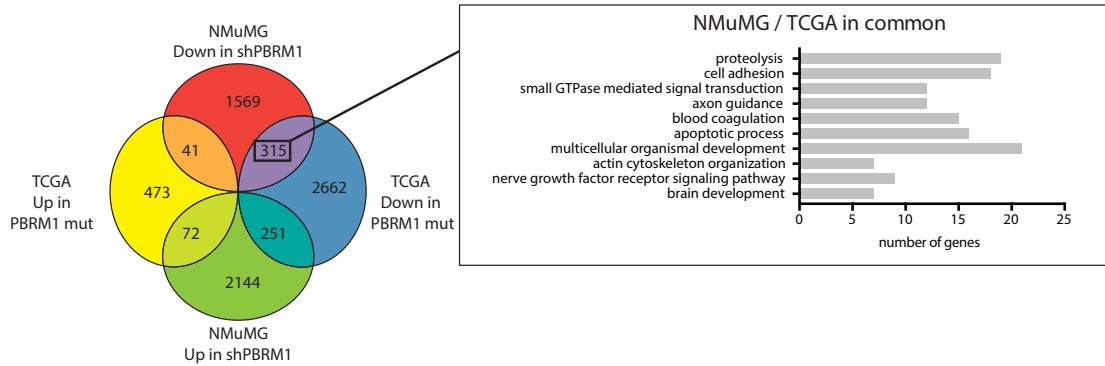 NMuMG
Down in shPBRM1
1569
41
315
473
2662
72
251
2144
TCGA
Up in
PBRM1 mut
TCGA
Down in
PBRM1 mut
NMuMG
Up in shPBRM1
NMuMG / TCGA in common
proteolysis
cell adhesion
small GTPase mediated signal transduction
axon guidance
blood coagulation
apoptotic process
multicellular organismal development
actin cytoskeleton organization
nerve growth factor receptor signaling pathway
brain development
0 5 10 15 20 25
number of genes